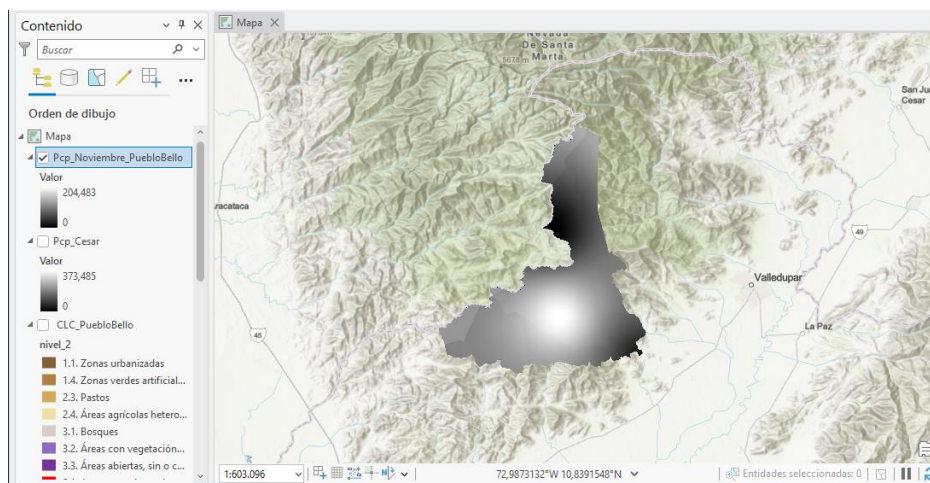 Contenido
Buscar
Orden de dibujo
Mapa
Pcp_Noviembre_PuebloBello
Valor
204,483
0
Pcp_Cesar
Valor
373,485
0
CLC_PuebloBello
nivel_2
1.1. Zonas urbanizadas
1.4. Zonas verdes artificial...
2.3. Pastos
2.4. Áreas agrícolas hetero...
3.1. Bosques
3.2. Áreas con vegetación...
3.3. Áreas abiertas, sin o c...
Mapa
Nevada
De Santa
Marta
5678 m
San Ju
Cesar
racataca
49
Valledupar
45
La Paz
1:603.096
72,9873132°W 10,8391548°N
Entidades seleccionadas: 0